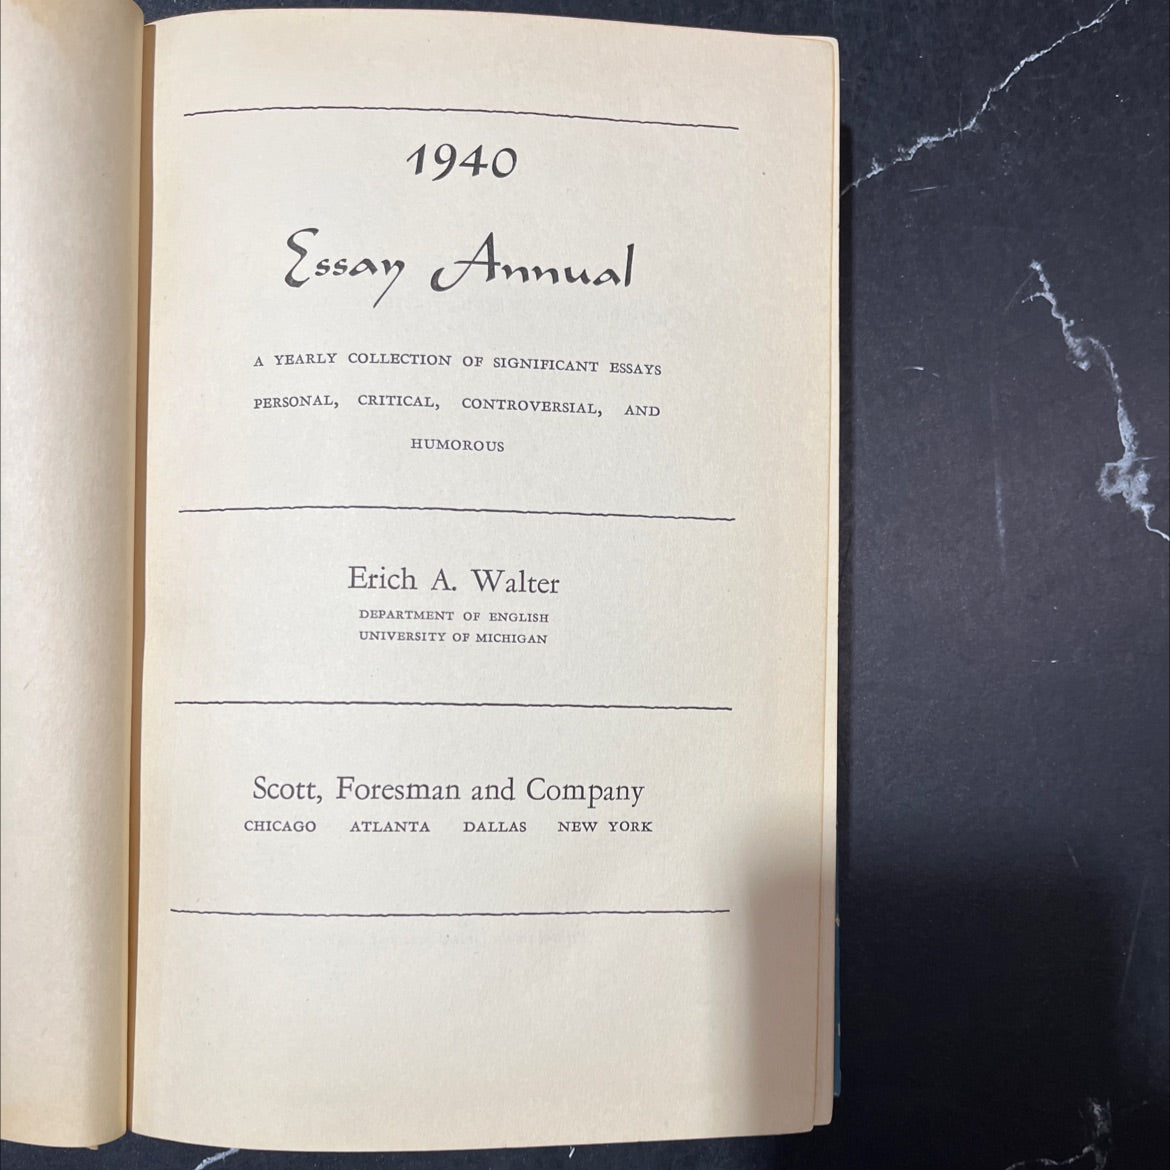 1940
Essay Annual
A YEARLY COLLECTION OF SIGNIFICANT ESSAYS
PERSONAL, CRITICAL, CONTROVERSIAL, AND
HUMOROUS
Erich A. Walter
DEPARTMENT OF ENGLISH
UNIVERSITY OF MICHIGAN
Scott, Foresman and Company
CHICAGO ATLANTA DALLAS NEW YORK